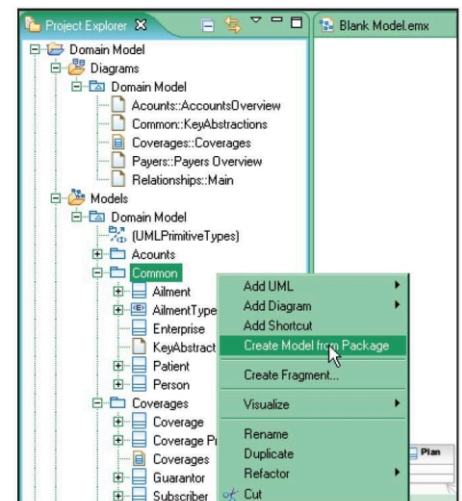 Project Explorer
Blank Model.emx
Domain Model
Diagrams
Domain Model
Acounts::AccountsOverview
Common::KeyAbstractions
Coverages::Coverages
Payers::Payers Overview
Relationships::Main
Models
Domain Model
(UMLPrimitiveTypes)
Acounts
Common
Ailment
AilmentType
Enterprise
KeyAbstract
Patient
Person
Coverages
Coverage
Coverage Pr
Coverages
Guarantor
Subscriber
Add UML
Add Diagram
Add Shortcut
Create Model from Package
Create Fragment...
Visualize
Rename
Duplicate
Refactor
Cut
Plan